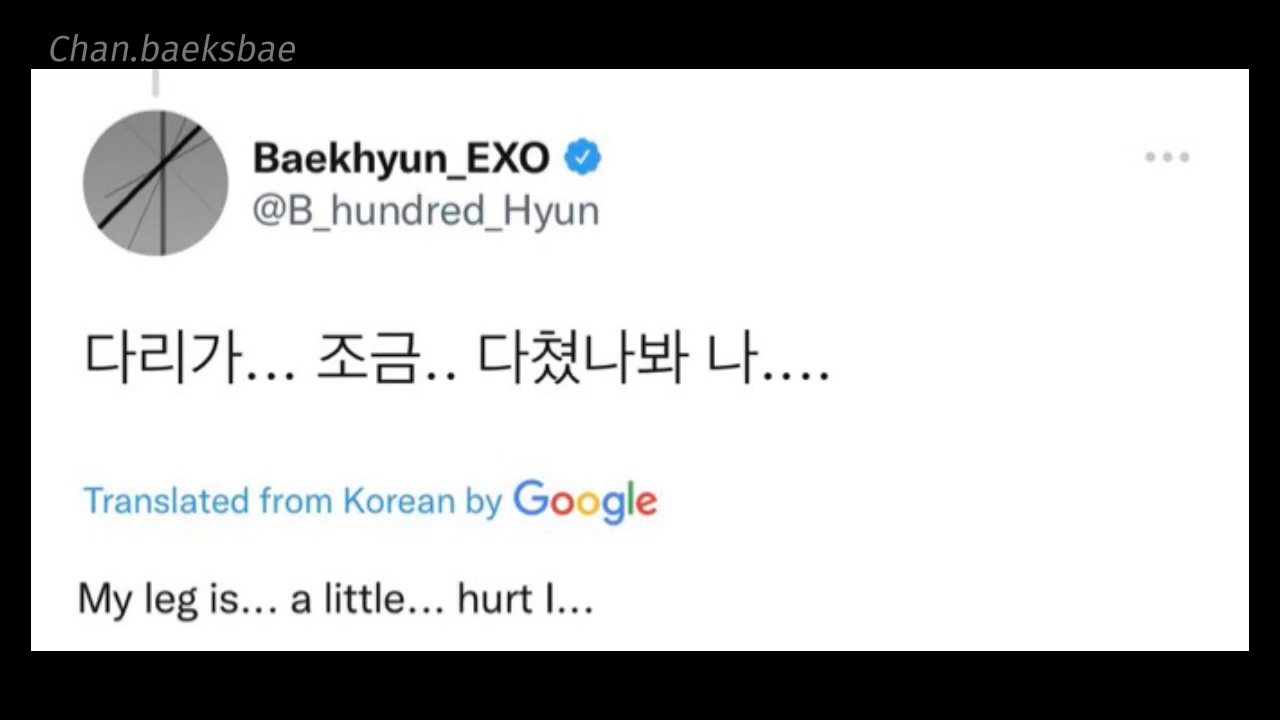 Chan.baeksbae
Baekhyun_EXO
@B_hundred_Hyun
다리가... 조금.. 다쳤나봐 나....
Translated from Korean by Google
My leg is... a little... hurt I...